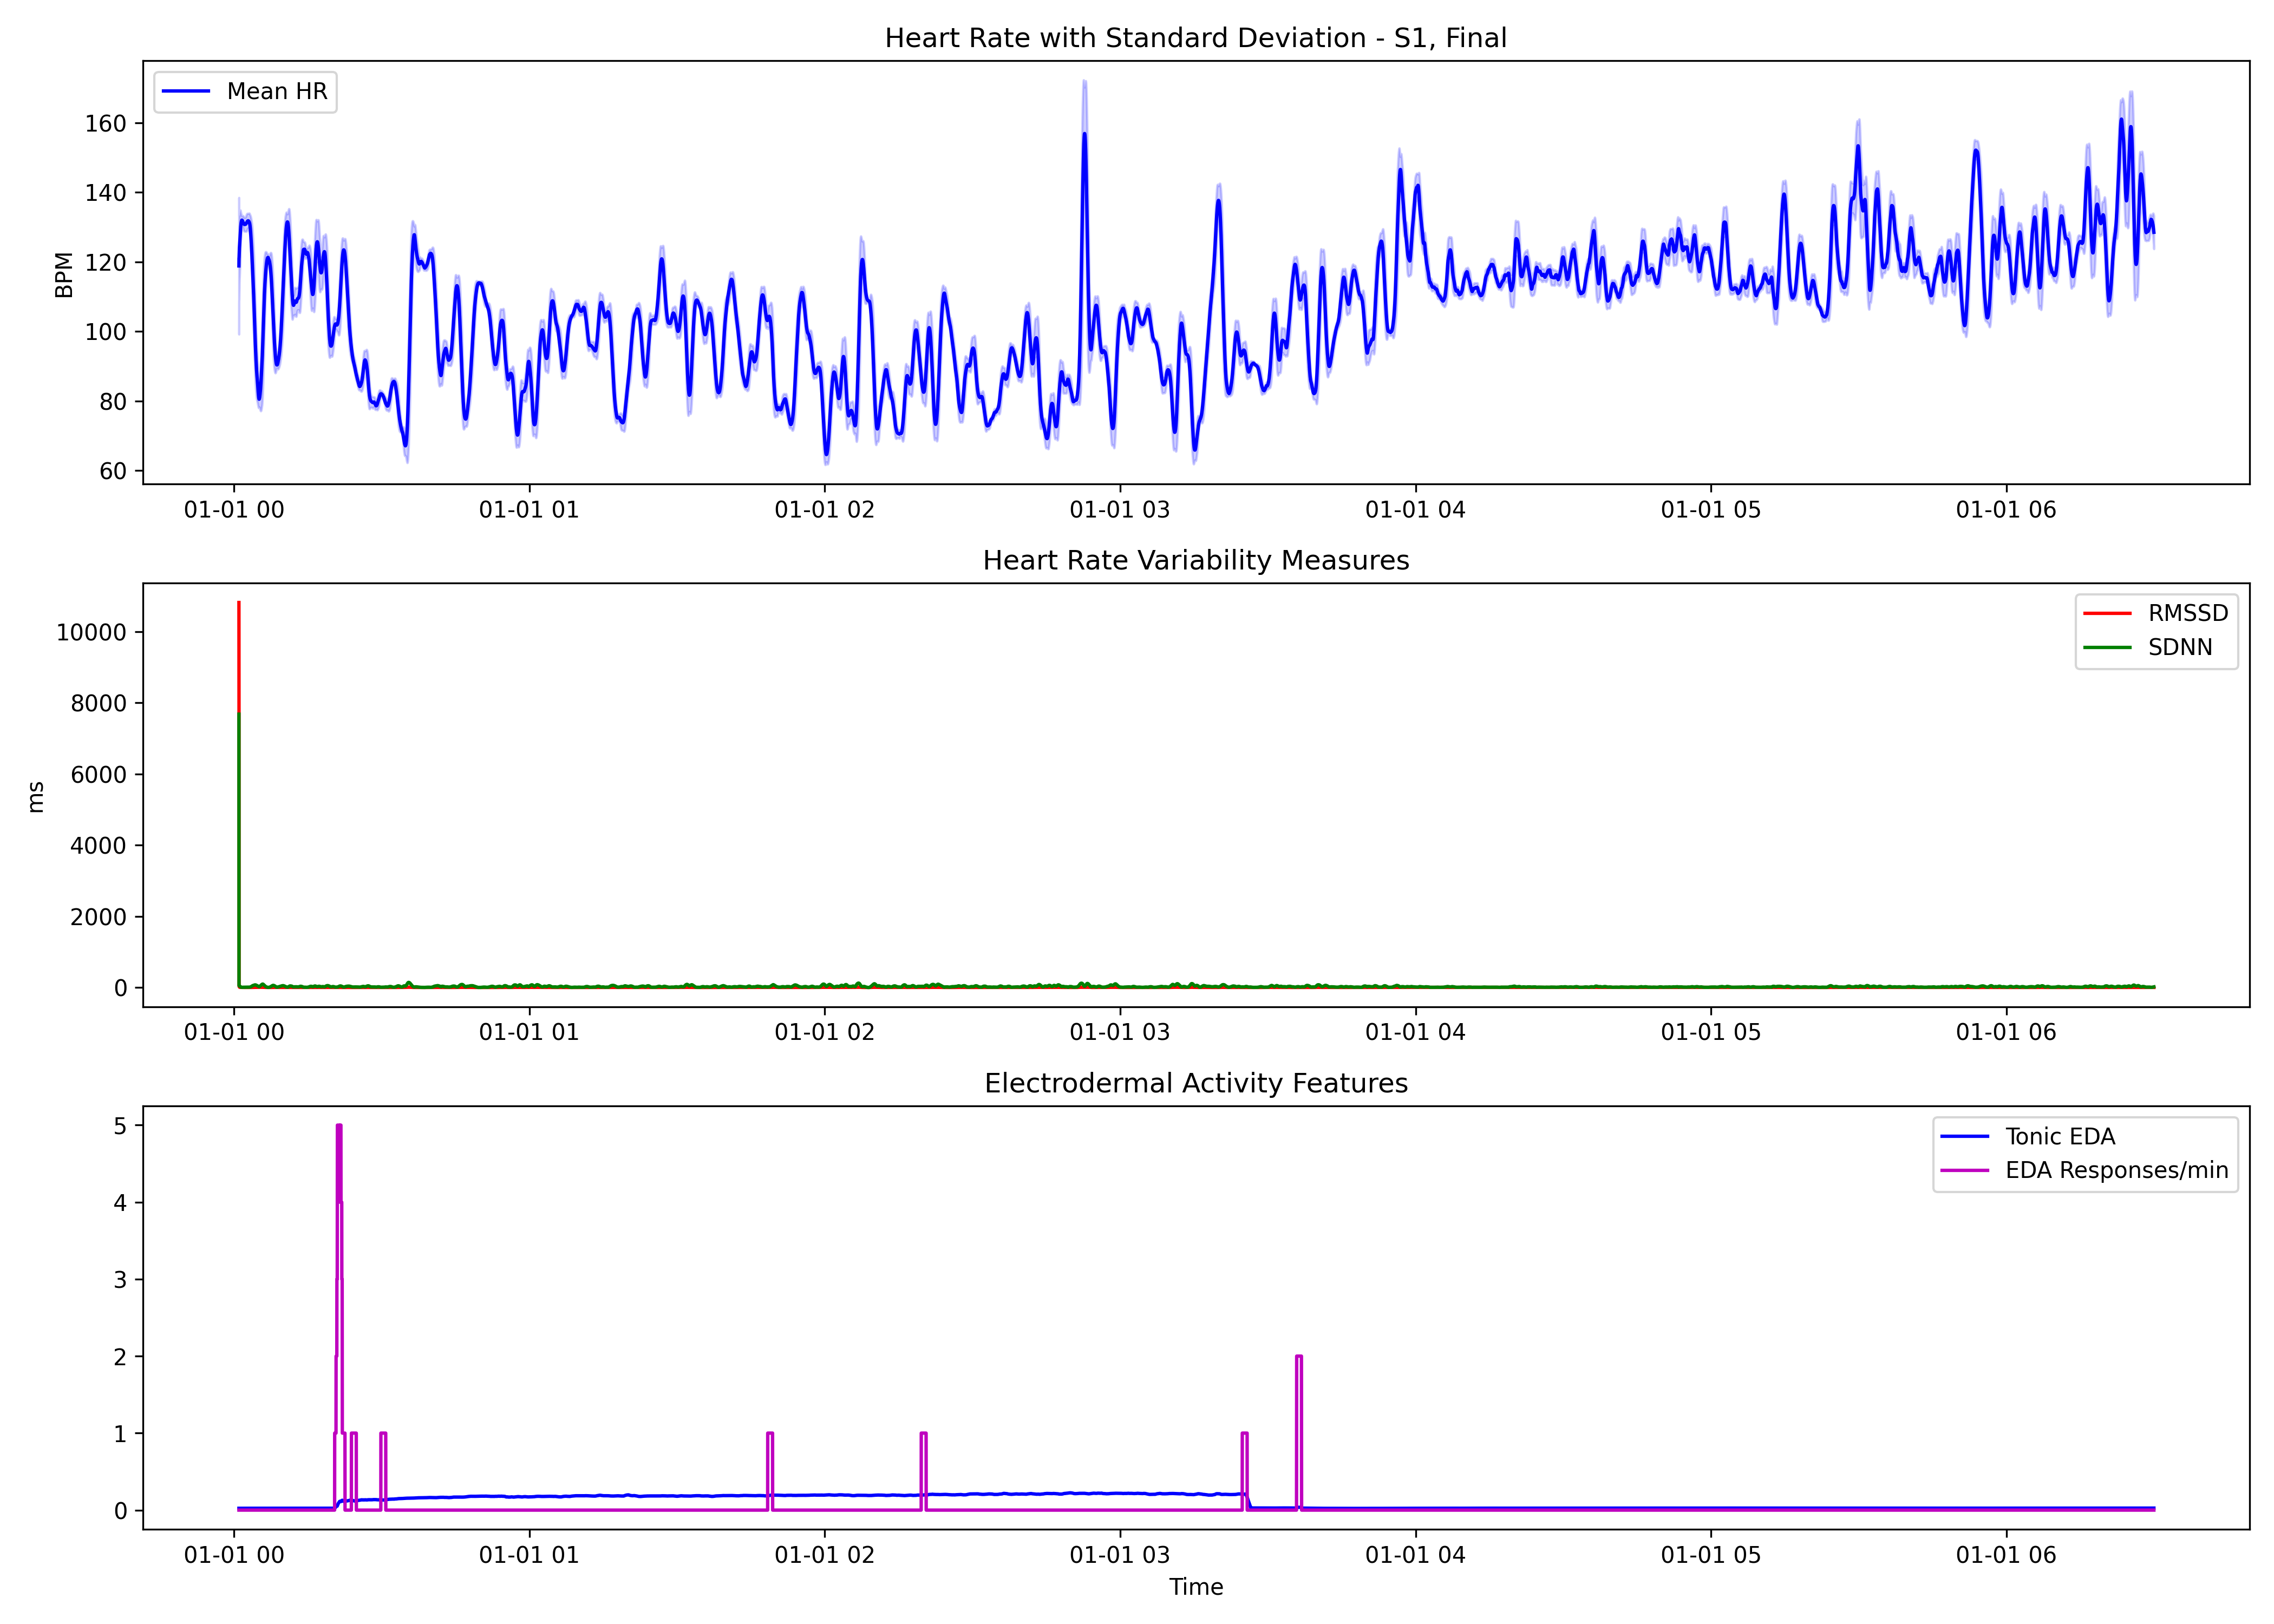 Heart Rate with Standard Deviation - S1, Final
Mean HR
BPM
160
140
120
100
80
60
01-01 00 01-01 01 01-01 02 01-01 03 01-01 04 01-01 05 01-01 06
Heart Rate Variability Measures
RMSSD
SDNN
ms
10000
8000
6000
4000
2000
0
01-01 00 01-01 01 01-01 02 01-01 03 01-01 04 01-01 05 01-01 06
Electrodermal Activity Features
Tonic EDA
EDA Responses/min
5
4
3
2
1
0
01-01 00 01-01 01 01-01 02 01-01 03 01-01 04 01-01 05 01-01 06
Time